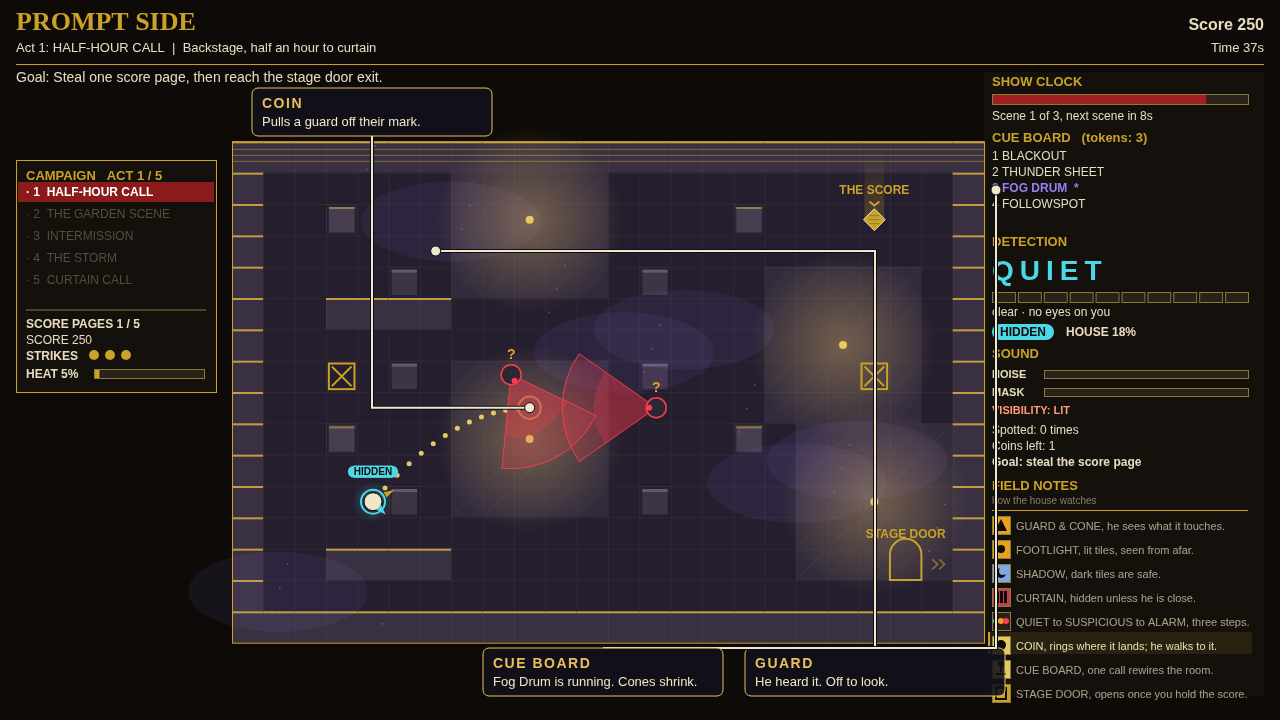 PROMPT SIDE
Score 250
Act 1: HALF-HOUR CALL | Backstage, half an hour to curtain
Time 37s
Goal: Steal one score page, then reach the stage door exit.
COIN
Pulls a guard off their mark.
CAMPAIGN ACT 1 / 5
· 1 HALF-HOUR CALL
· 2 THE GARDEN SCENE
· 3 INTERMISSION
· 4 THE STORM
· 5 CURTAIN CALL
SCORE PAGES 1 / 5
SCORE 250
STRIKES
HEAT 5%
THE SCORE
?
?
HIDDEN
STAGE DOOR
CUE BOARD
Fog Drum is running. Cones shrink.
GUARD
He heard it. Off to look.
SHOW CLOCK
Scene 1 of 3, next scene in 8s
CUE BOARD (tokens: 3)
1 BLACKOUT
2 THUNDER SHEET
FOG DRUM *
4 FOLLOWSPOT
DETECTION
QUIET
clear · no eyes on you
HIDDEN HOUSE 18%
SOUND
NOISE
MASK
VISIBILITY: LIT
Spotted: 0 times
Coins left: 1
Goal: steal the score page
FIELD NOTES
how the house watches
GUARD & CONE, he sees what it touches.
FOOTLIGHT, lit tiles, seen from afar.
SHADOW, dark tiles are safe.
CURTAIN, hidden unless he is close.
QUIET to SUSPICIOUS to ALARM, three steps.
COIN, rings where it lands; he walks to it.
CUE BOARD, one call rewires the room.
STAGE DOOR, opens once you hold the score.